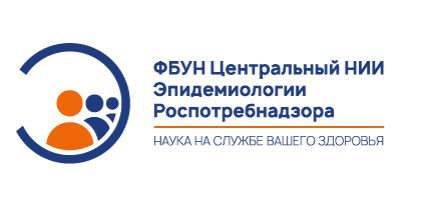 ФБУН Центральный НИИ
Эпидемиологии
Роспотребнадзора
НАУКА НА СЛУЖБЕ ВАШЕГО ЗДОРОВЬЯ